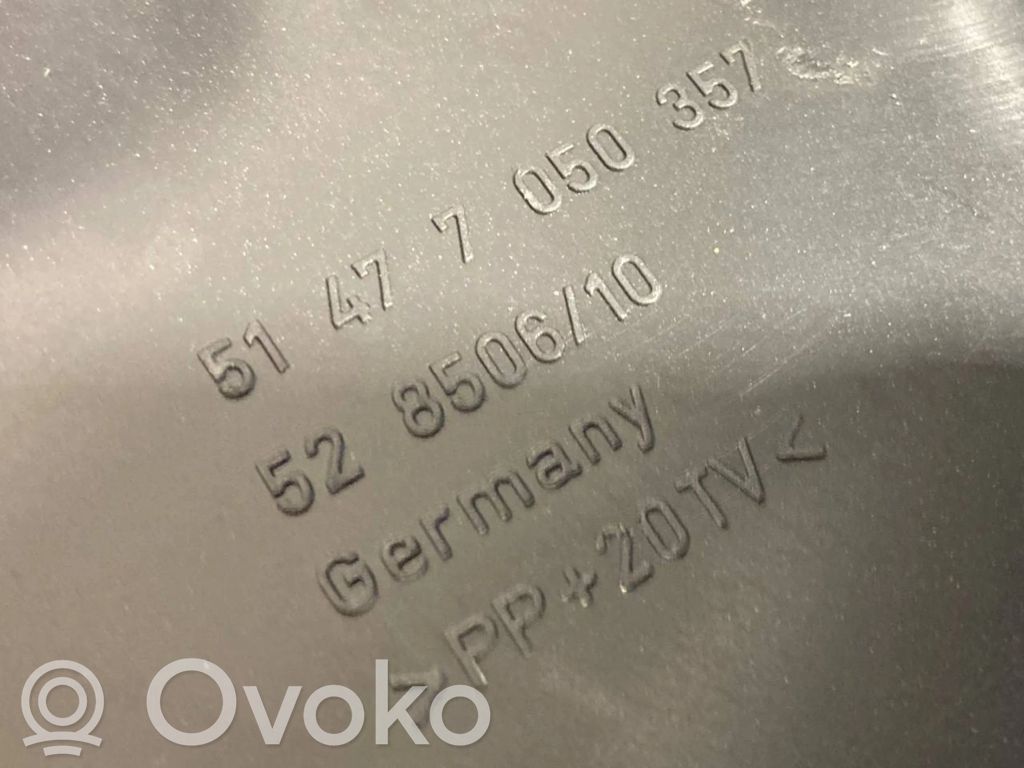 51 47 7 050 357
52 8506/10
Germany
>PP+20TV<
Ovoko